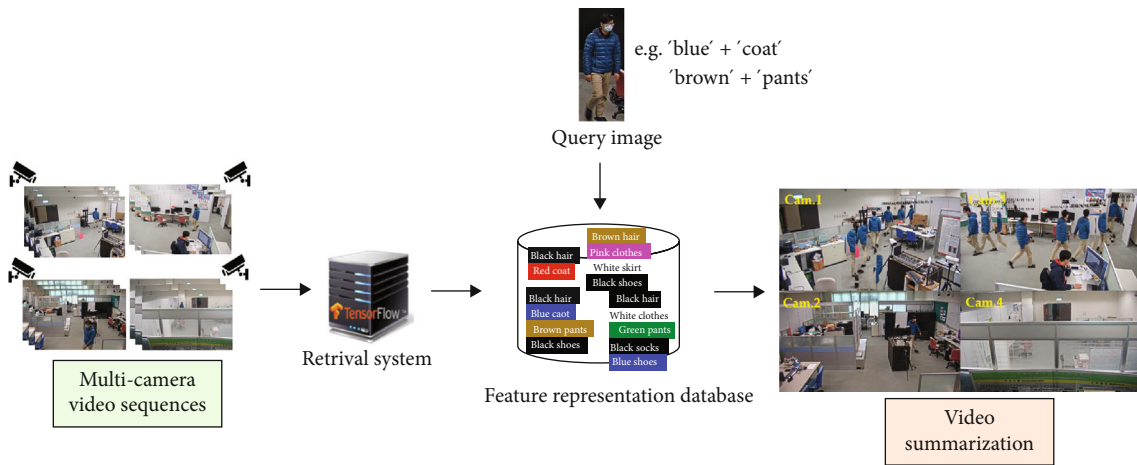 e.g. ´blue´ + ´coat´
´brown´ + ´pants´
Query image
Multi-camera
video sequences
TensorFlow
Retrival system
Brown hair
Pink clothes
White skirt
Black shoes
Black hair
Red coat
Black hair
Blue caot
Brown pants
Black shoes
Black hair
White clothes
Green pants
Black socks
Blue shoes
Feature representation database
Cam.1
Cam.2
Cam.4
Video
summarization